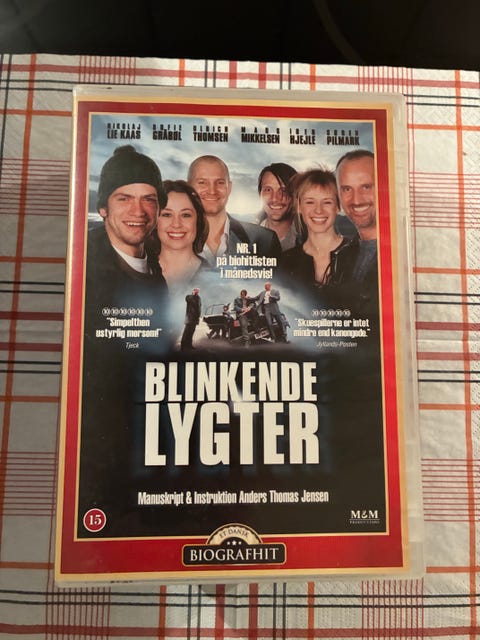 NIKOLAJ LIE KAAS
SOFIE GRÅBØL
ULRICH THOMSEN
MADS MIKKELSEN
IBEN HJEJLE
SØREN PILMARK
NR. 1
på biohitlisten
i månedsvis!
"Simpelthen
ustyrlig morsom!"
Tjeck
"Skuespillerne er intet
mindre end kanongode."
Jyllands-Posten
BLINKENDE
LYGTER
Manuskript & Instruktion Anders Thomas Jensen
15
M&M
PRODUCTIONS
ET DANSK
BIOGRAFHIT